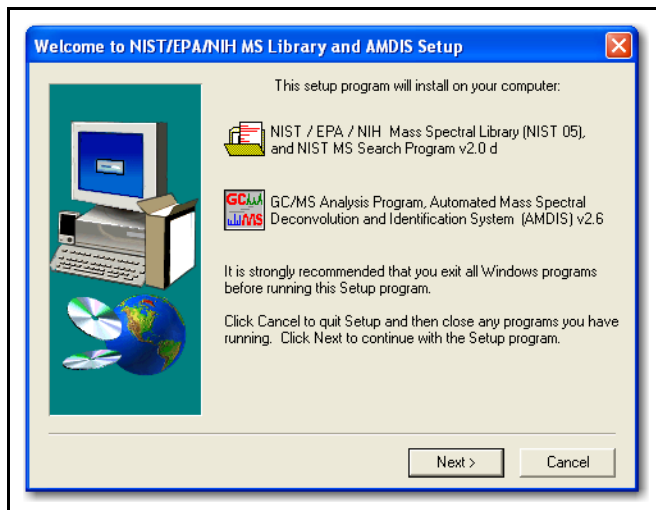 Welcome to NIST/EPA/NIH MS Library and AMDIS Setup
This setup program will install on your computer:
NIST / EPA / NIH Mass Spectral Library (NIST 05),
and NIST MS Search Program v2.0 d
GC
MS
GC/MS Analysis Program, Automated Mass Spectral
Deconvolution and Identification System (AMDIS) v2.6
It is strongly recommended that you exit all Windows programs
before running this Setup program.
Click Cancel to quit Setup and then close any programs you have
running. Click Next to continue with the Setup program.
Next >
Cancel